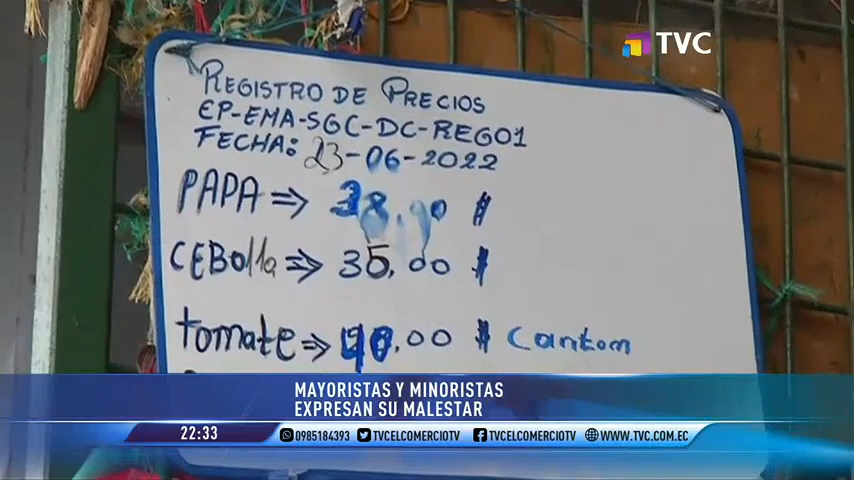 TVC
REGISTRO DE PRECIOS
EP-EMA-SGC-DC-REG01
FECHA: 23-06-2022
PAPA ⇒ $
CEBOLLA ⇒ 35.00 $
tomate ⇒ .00 $ Canton
MAYORISTAS Y MINORISTAS
EXPRESAN SU MALESTAR
22:33 0985184393 TVCELCOMERCIOTV TVCELCOMERCIOTV WWW.TVC.COM.EC